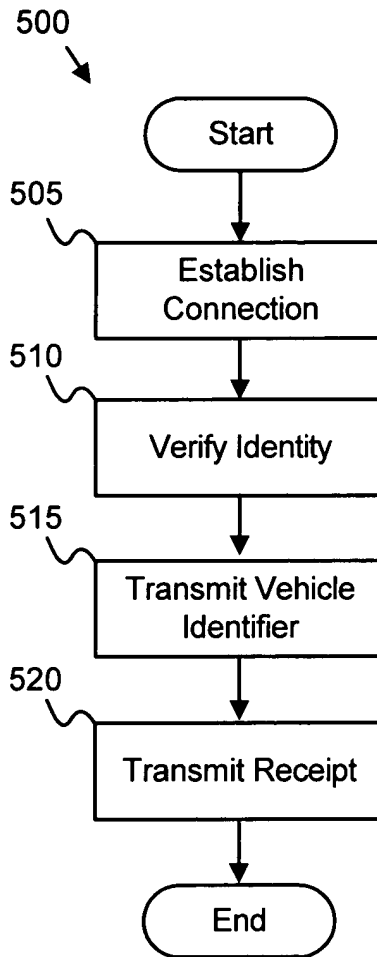 500
Start
505
Establish
Connection
510
Verify Identity
515
Transmit Vehicle
Identifier
520
Transmit Receipt
End